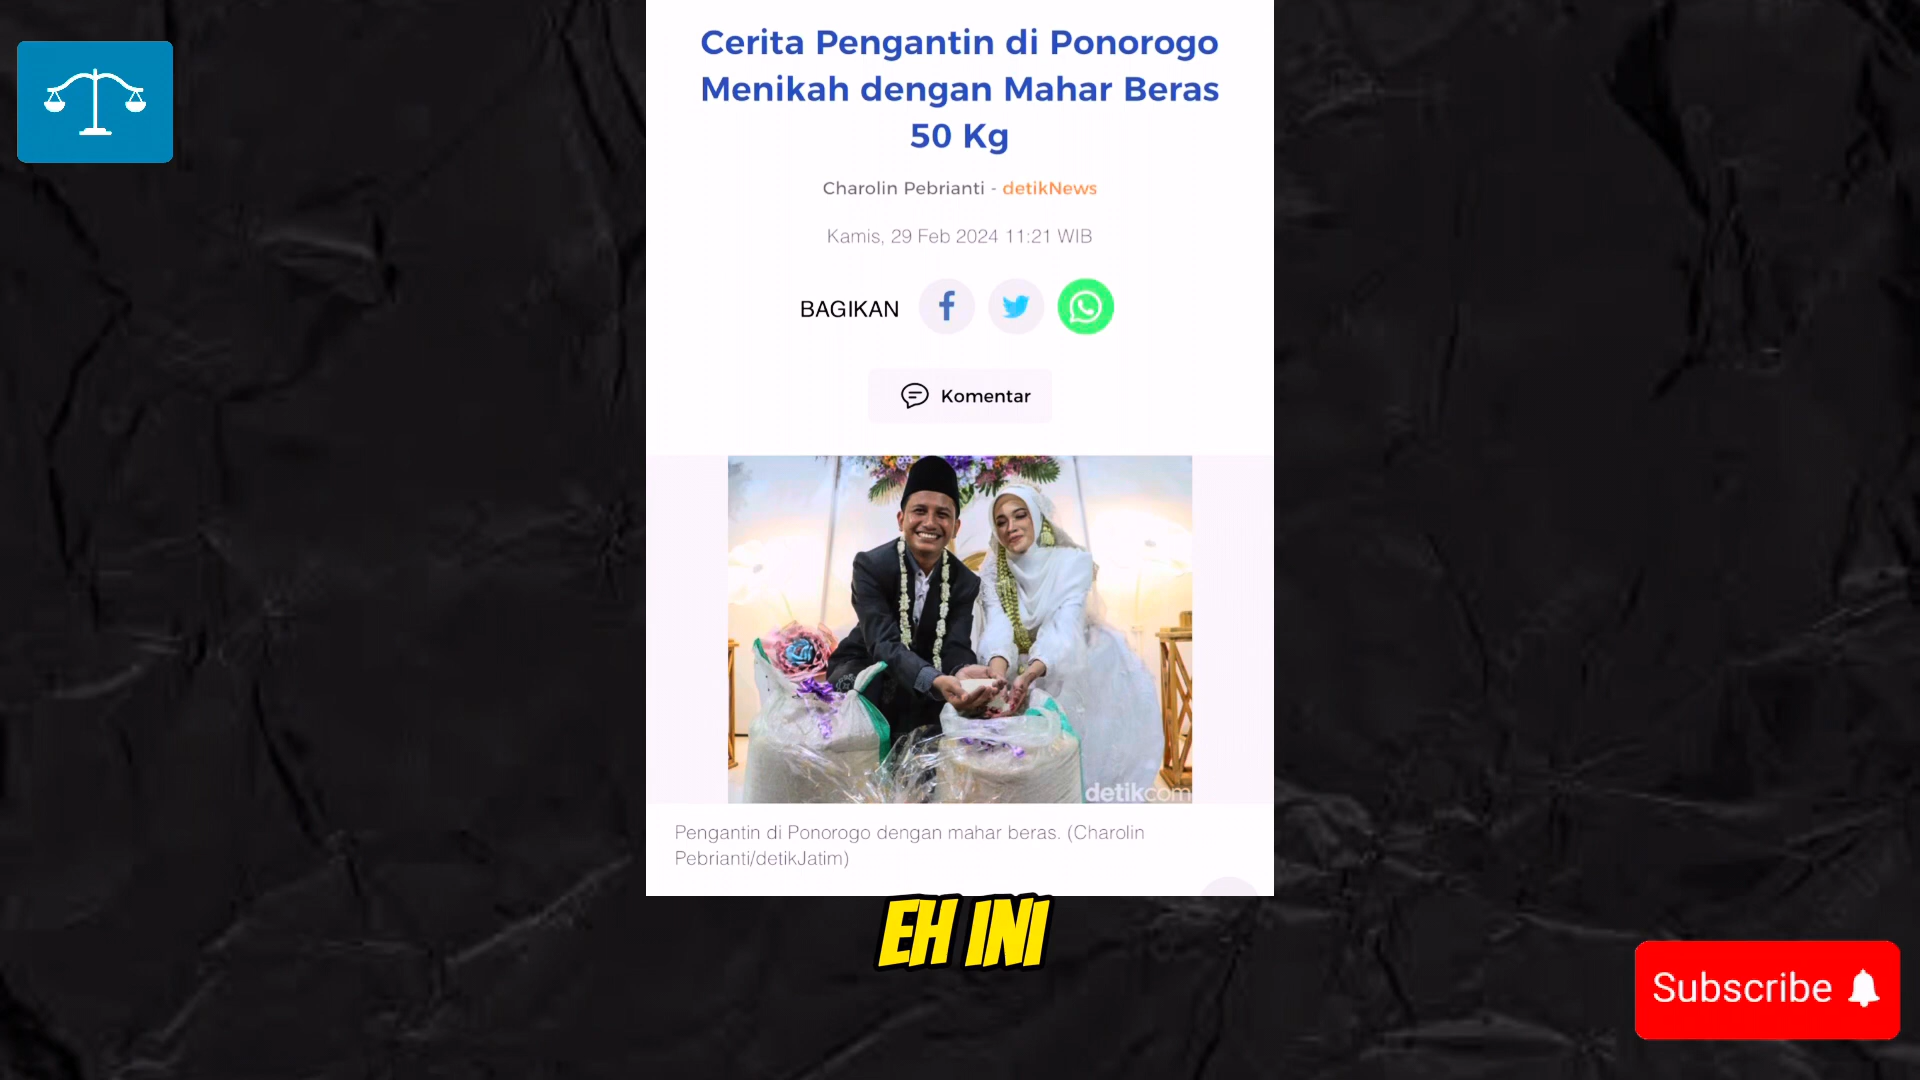 Cerita Pengantin di Ponorogo
Menikah dengan Mahar Beras
50 Kg
Charolin Pebrianti - detikNews
Kamis, 29 Feb 2024 11:21 WIB
BAGIKAN
Komentar
detikcom
Pengantin di Ponorogo dengan mahar beras. (Charolin
Pebrianti/detikJatim)
EH INI
Subscribe